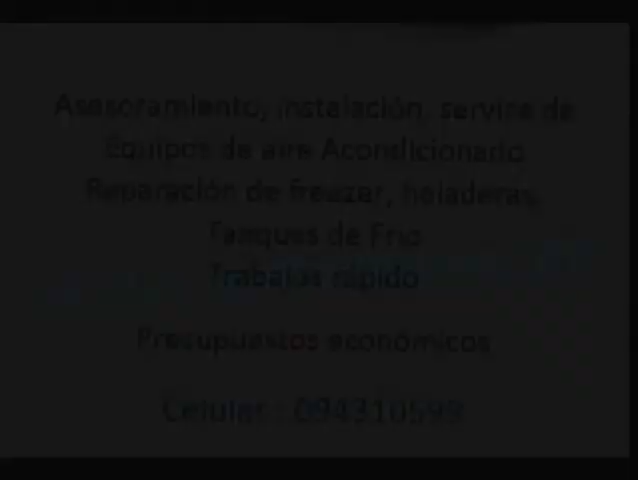 Asesoramiento, instalación, service de
Equipos de aire Acondicionado
Reparación de freezer, heladeras,
Tanques de Frio
Trabajos rápido
Presupuestos económicos
Celular : 094310599